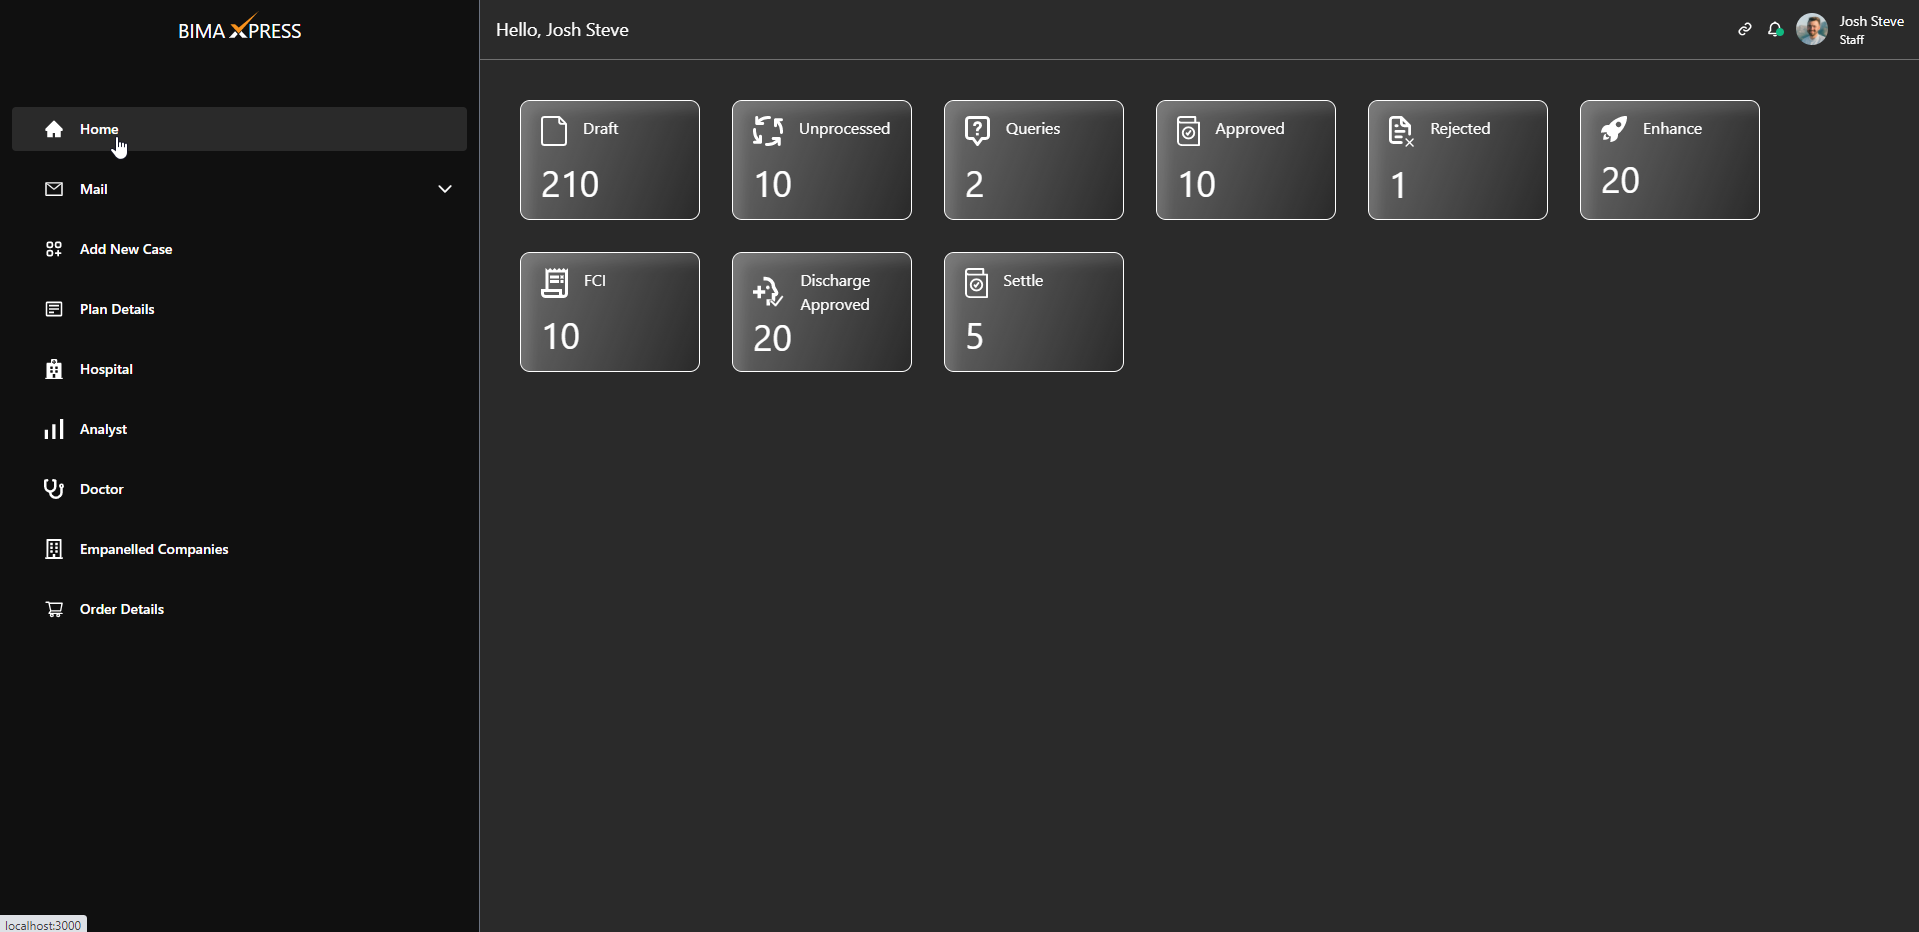 BIMA XPRESS
Hello, Josh Steve
Josh Steve
Staff
Home
Mail
Add New Case
Plan Details
Hospital
Analyst
Doctor
Empanelled Companies
Order Details
Draft
210
Unprocessed
10
Queries
2
Approved
10
Rejected
1
Enhance
20
FCI
10
Discharge
Approved
20
Settle
5
localhost:3000